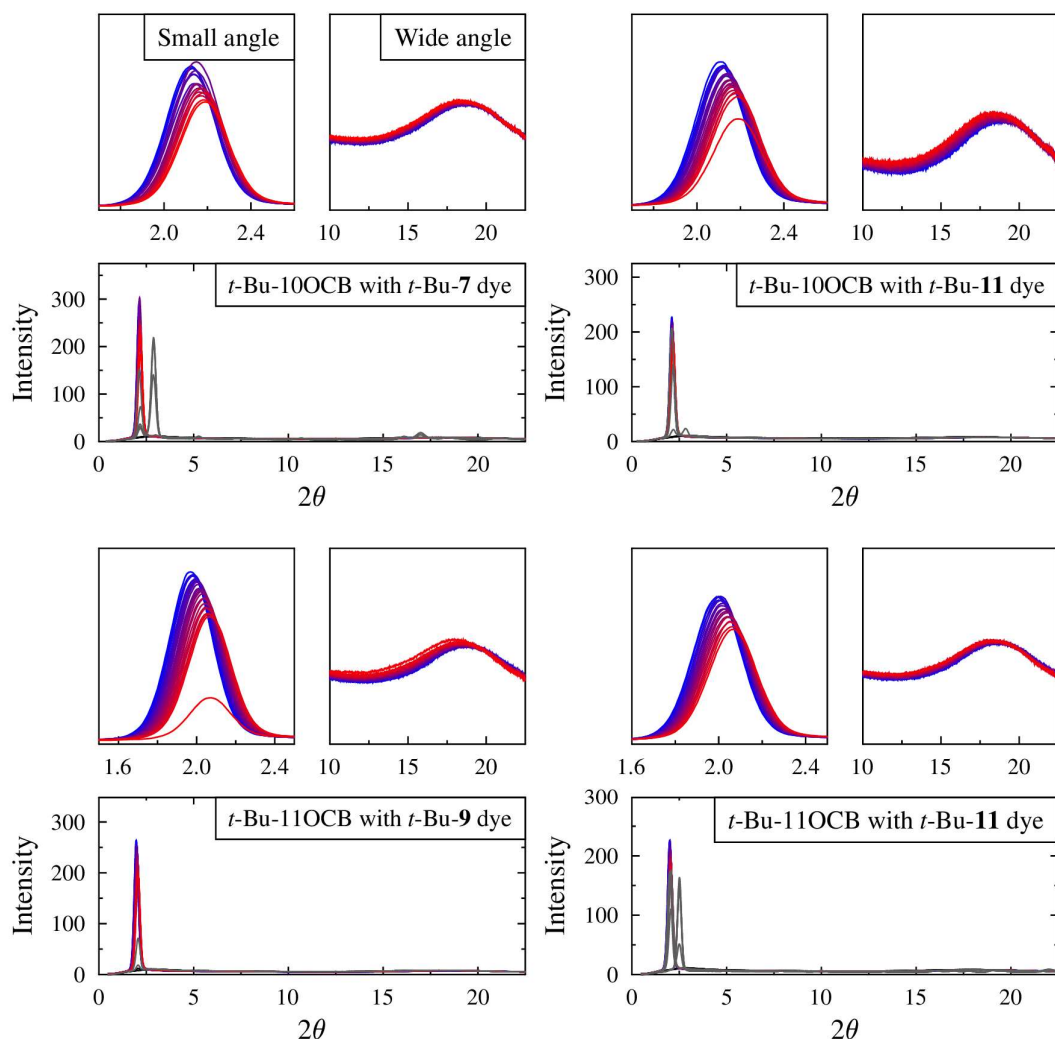 Small angle
Wide angle
2.0 2.4
10 15 20
2.0 2.4
10 15 20
t-Bu-10OCB with t-Bu-7 dye
Intensity
300
200
100
0
0 5 10 15 20
2θ
t-Bu-10OCB with t-Bu-11 dye
Intensity
300
200
100
0
0 5 10 15 20
2θ
1.6 2.0 2.4
10 15 20
1.6 2.0 2.4
10 15 20
t-Bu-11OCB with t-Bu-9 dye
Intensity
300
200
100
0
0 5 10 15 20
2θ
t-Bu-11OCB with t-Bu-11 dye
Intensity
300
200
100
0
0 5 10 15 20
2θ